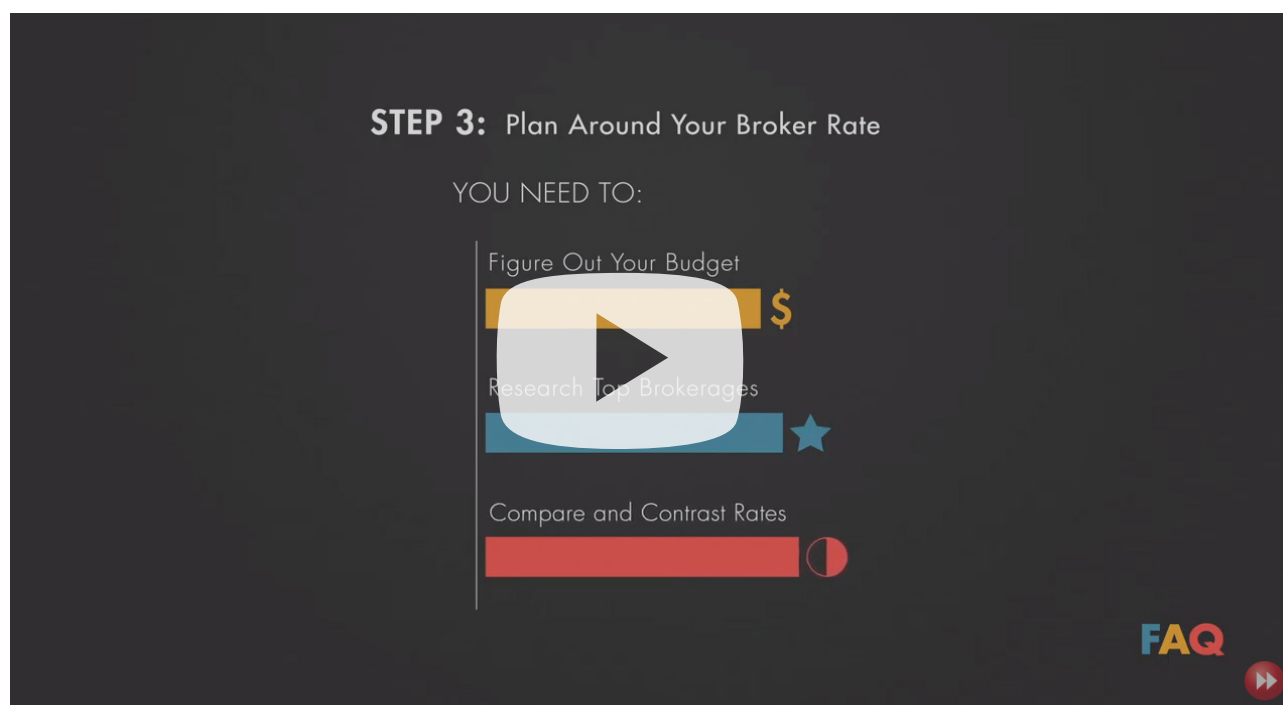 STEP 3: Plan Around Your Broker Rate
YOU NEED TO:
Figure Out Your Budget
$
Research Top Brokerages
Compare and Contrast Rates
FAQ